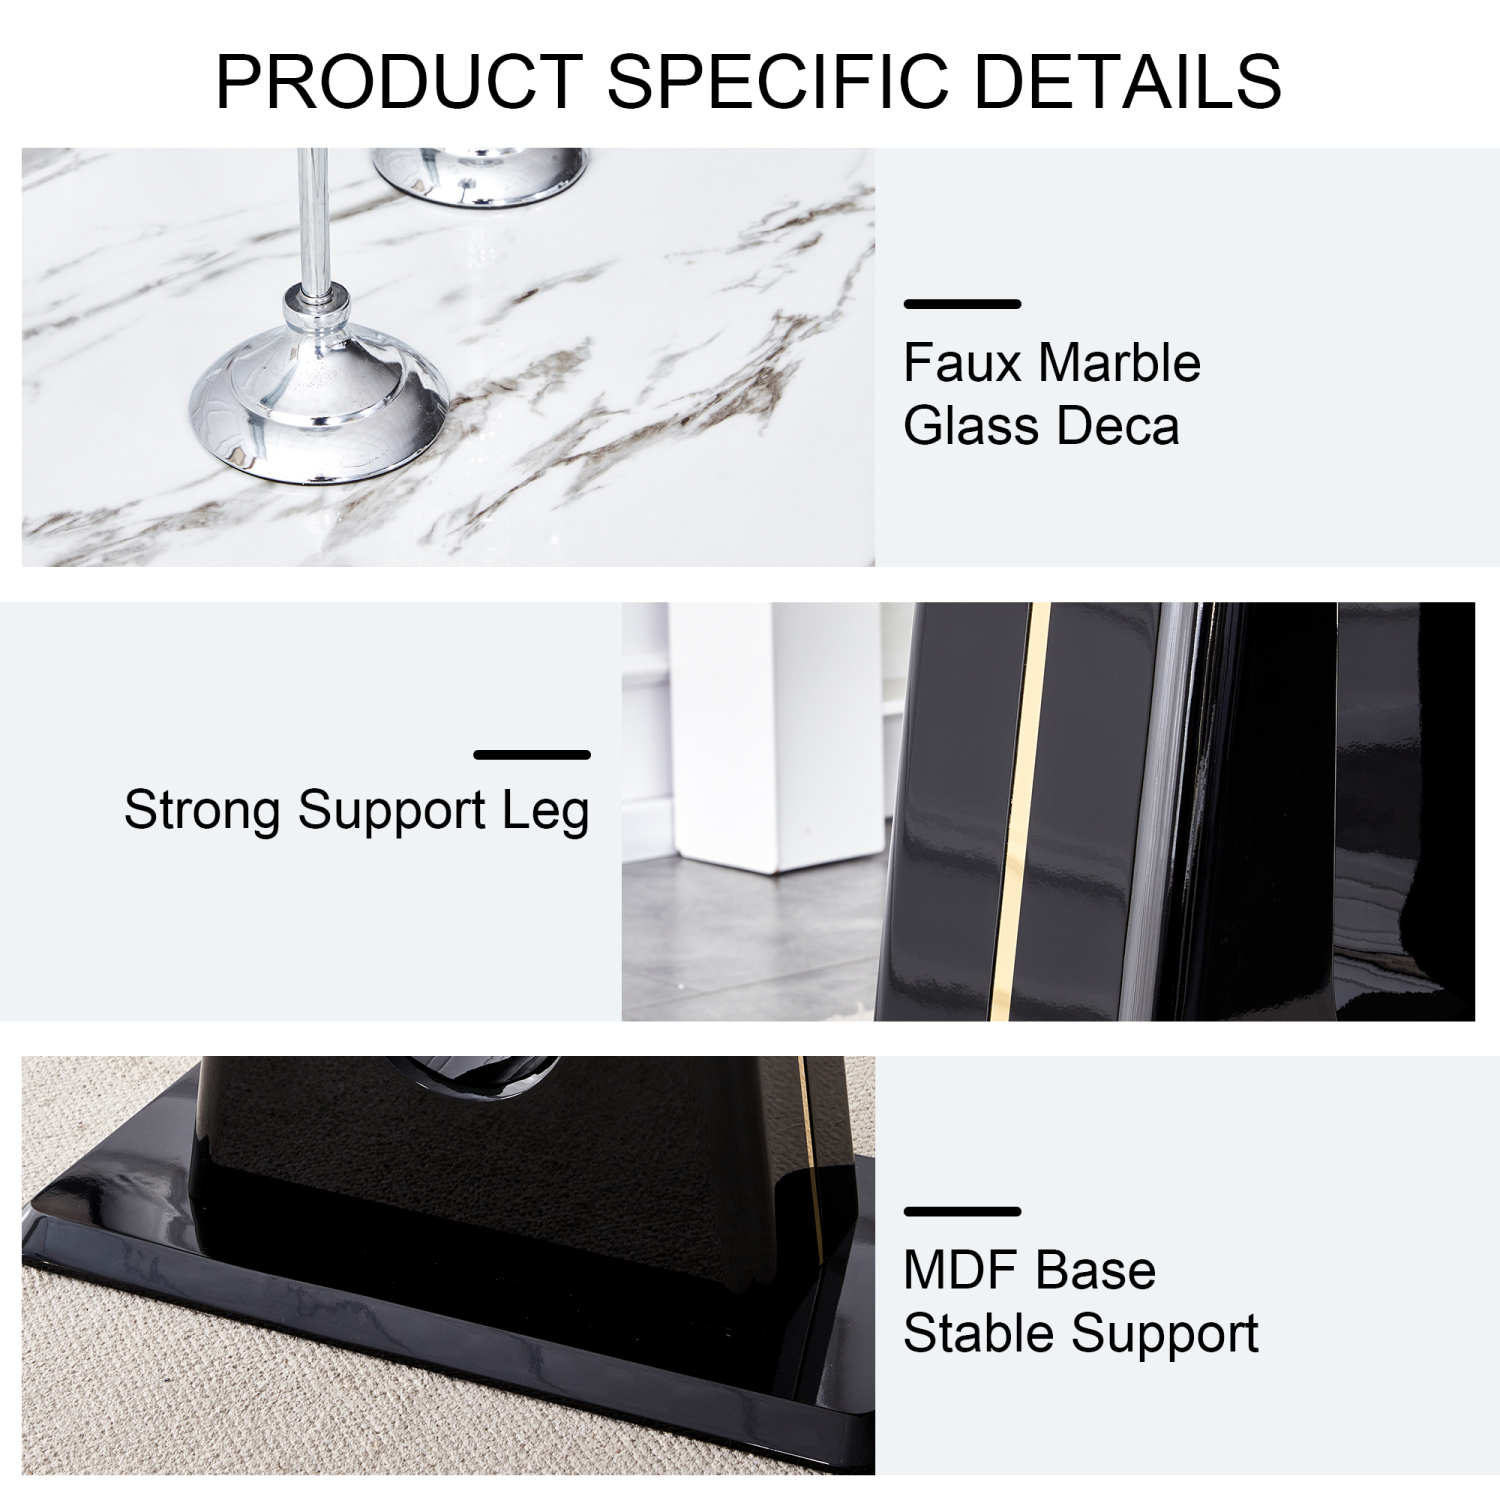 PRODUCT SPECIFIC DETAILS
Faux Marble
Glass Deca
Strong Support Leg
MDF Base
Stable Support